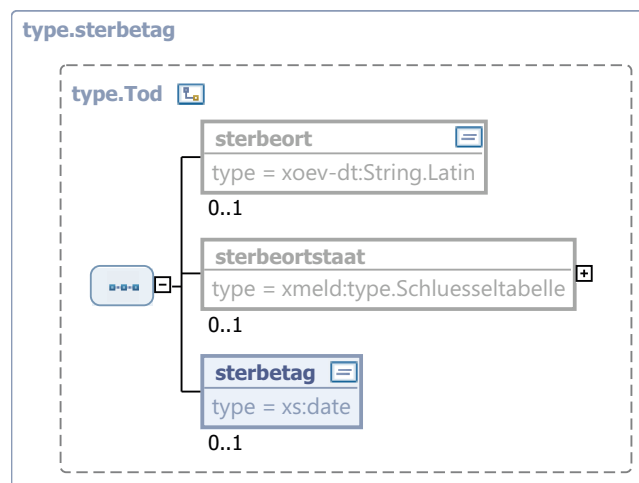 type.sterbetag
type.Tod
sterbeort
type = xoev-dt:String.Latin
0..1
sterbeortstaat
type = xmeld:type.Schluesseltabelle
0..1
sterbetag
type = xs:date
0..1